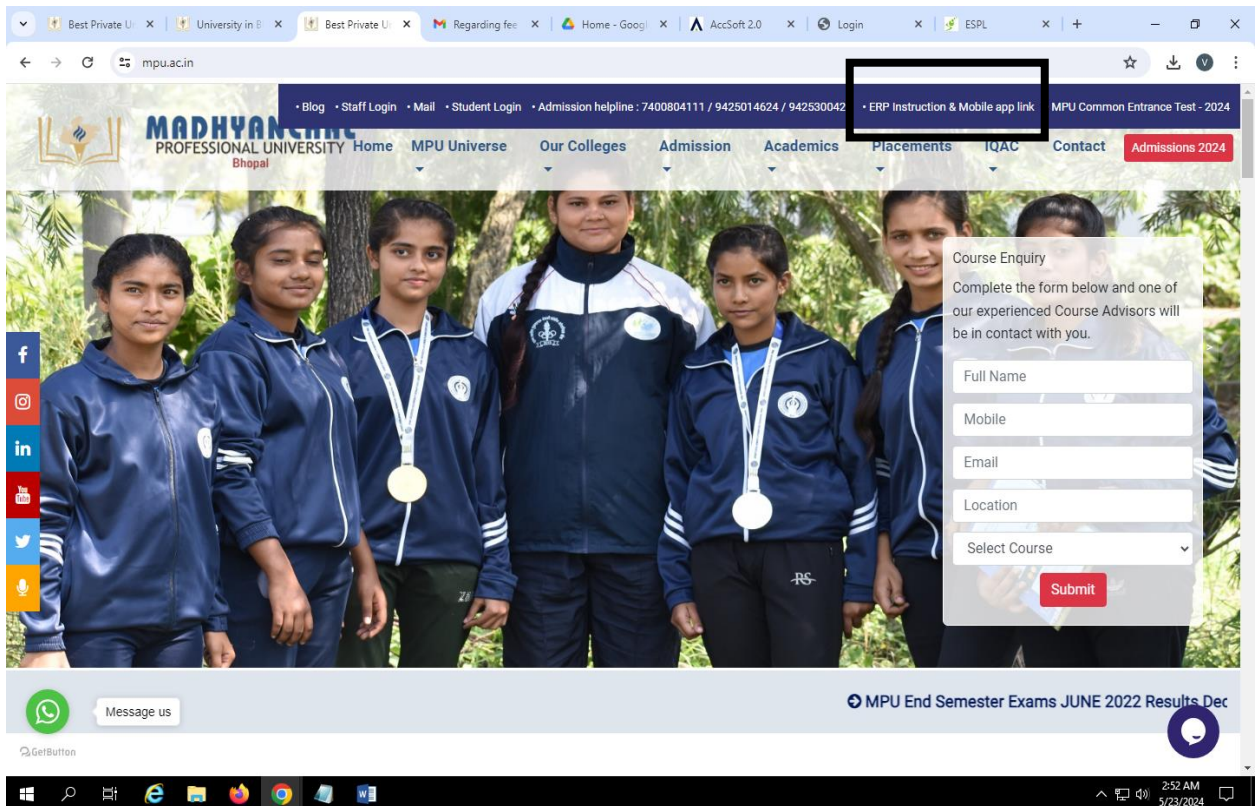 Best Private Un
University in B
Best Private Un
Regarding fee
Home - Googl
AccSoft 2.0
Login
ESPL
mpu.ac.in
V
• Blog • Staff Login • Mail • Student Login • Admission helpline : 7400804111 / 9425014624 / 942530042 • ERP Instruction & Mobile app link MPU Common Entrance Test - 2024
MADHYANCHAL
PROFESSIONAL UNIVERSITY
Bhopal
Home MPU Universe Our Colleges Admission Academics Placements IQAC Contact Admissions 2024
Course Enquiry
Complete the form below and one of
our experienced Course Advisors will
be in contact with you.
Full Name
Mobile
Email
Location
Select Course
Submit
f
in
You
Tube
RS
MPU End Semester Exams JUNE 2022 Results Dec
Message us
GetButton
2:52 AM
5/23/2024